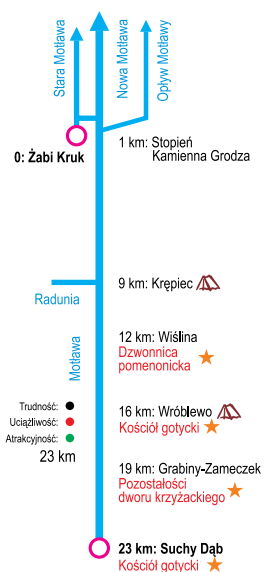 Stara Motława
Nowa Motława
Opływ Motławy
0: Żabi Kruk
1 km: Stopień
Kamienna Grodza
9 km: Krępiec
Radunia
12 km: Wiślina
Dzwonnica
pomenonicka
Motława
16 km: Wróblewo
Kościół gotycki
Trudność:
Uciążliwość:
Atrakcyjność:
23 km
19 km: Grabiny-Zameczek
Pozostałości
dworu krzyżackiego
23 km: Suchy Dąb
Kościół gotycki